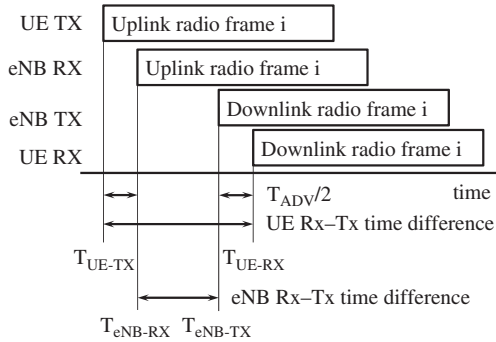 UE TX Uplink radio frame i
eNB RX Uplink radio frame i
eNB TX Downlink radio frame i
UE RX Downlink radio frame i
T_ADV/2 time
UE Rx–Tx time difference
T_UE-TX T_UE-RX
eNB Rx–Tx time difference
T_eNB-RX T_eNB-TX